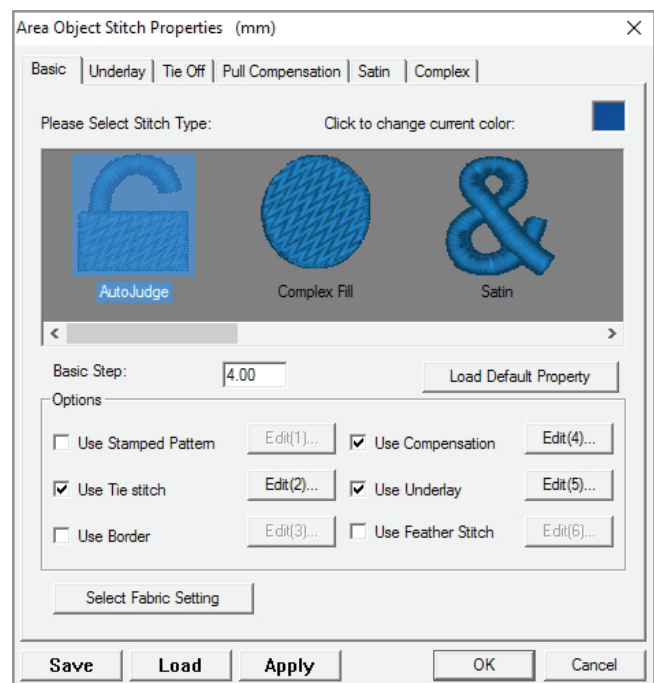 Area Object Stitch Properties (mm)
Basic Underlay Tie Off Pull Compensation Satin Complex
Please Select Stitch Type: Click to change current color:
AutoJudge Complex Fill Satin
Basic Step: 4.00 Load Default Property
Options
Use Stamped Pattern Edit(1)... Use Compensation Edit(4)...
Use Tie stitch Edit(2)... Use Underlay Edit(5)...
Use Border Edit(3)... Use Feather Stitch Edit(6)...
Select Fabric Setting
Save Load Apply OK Cancel